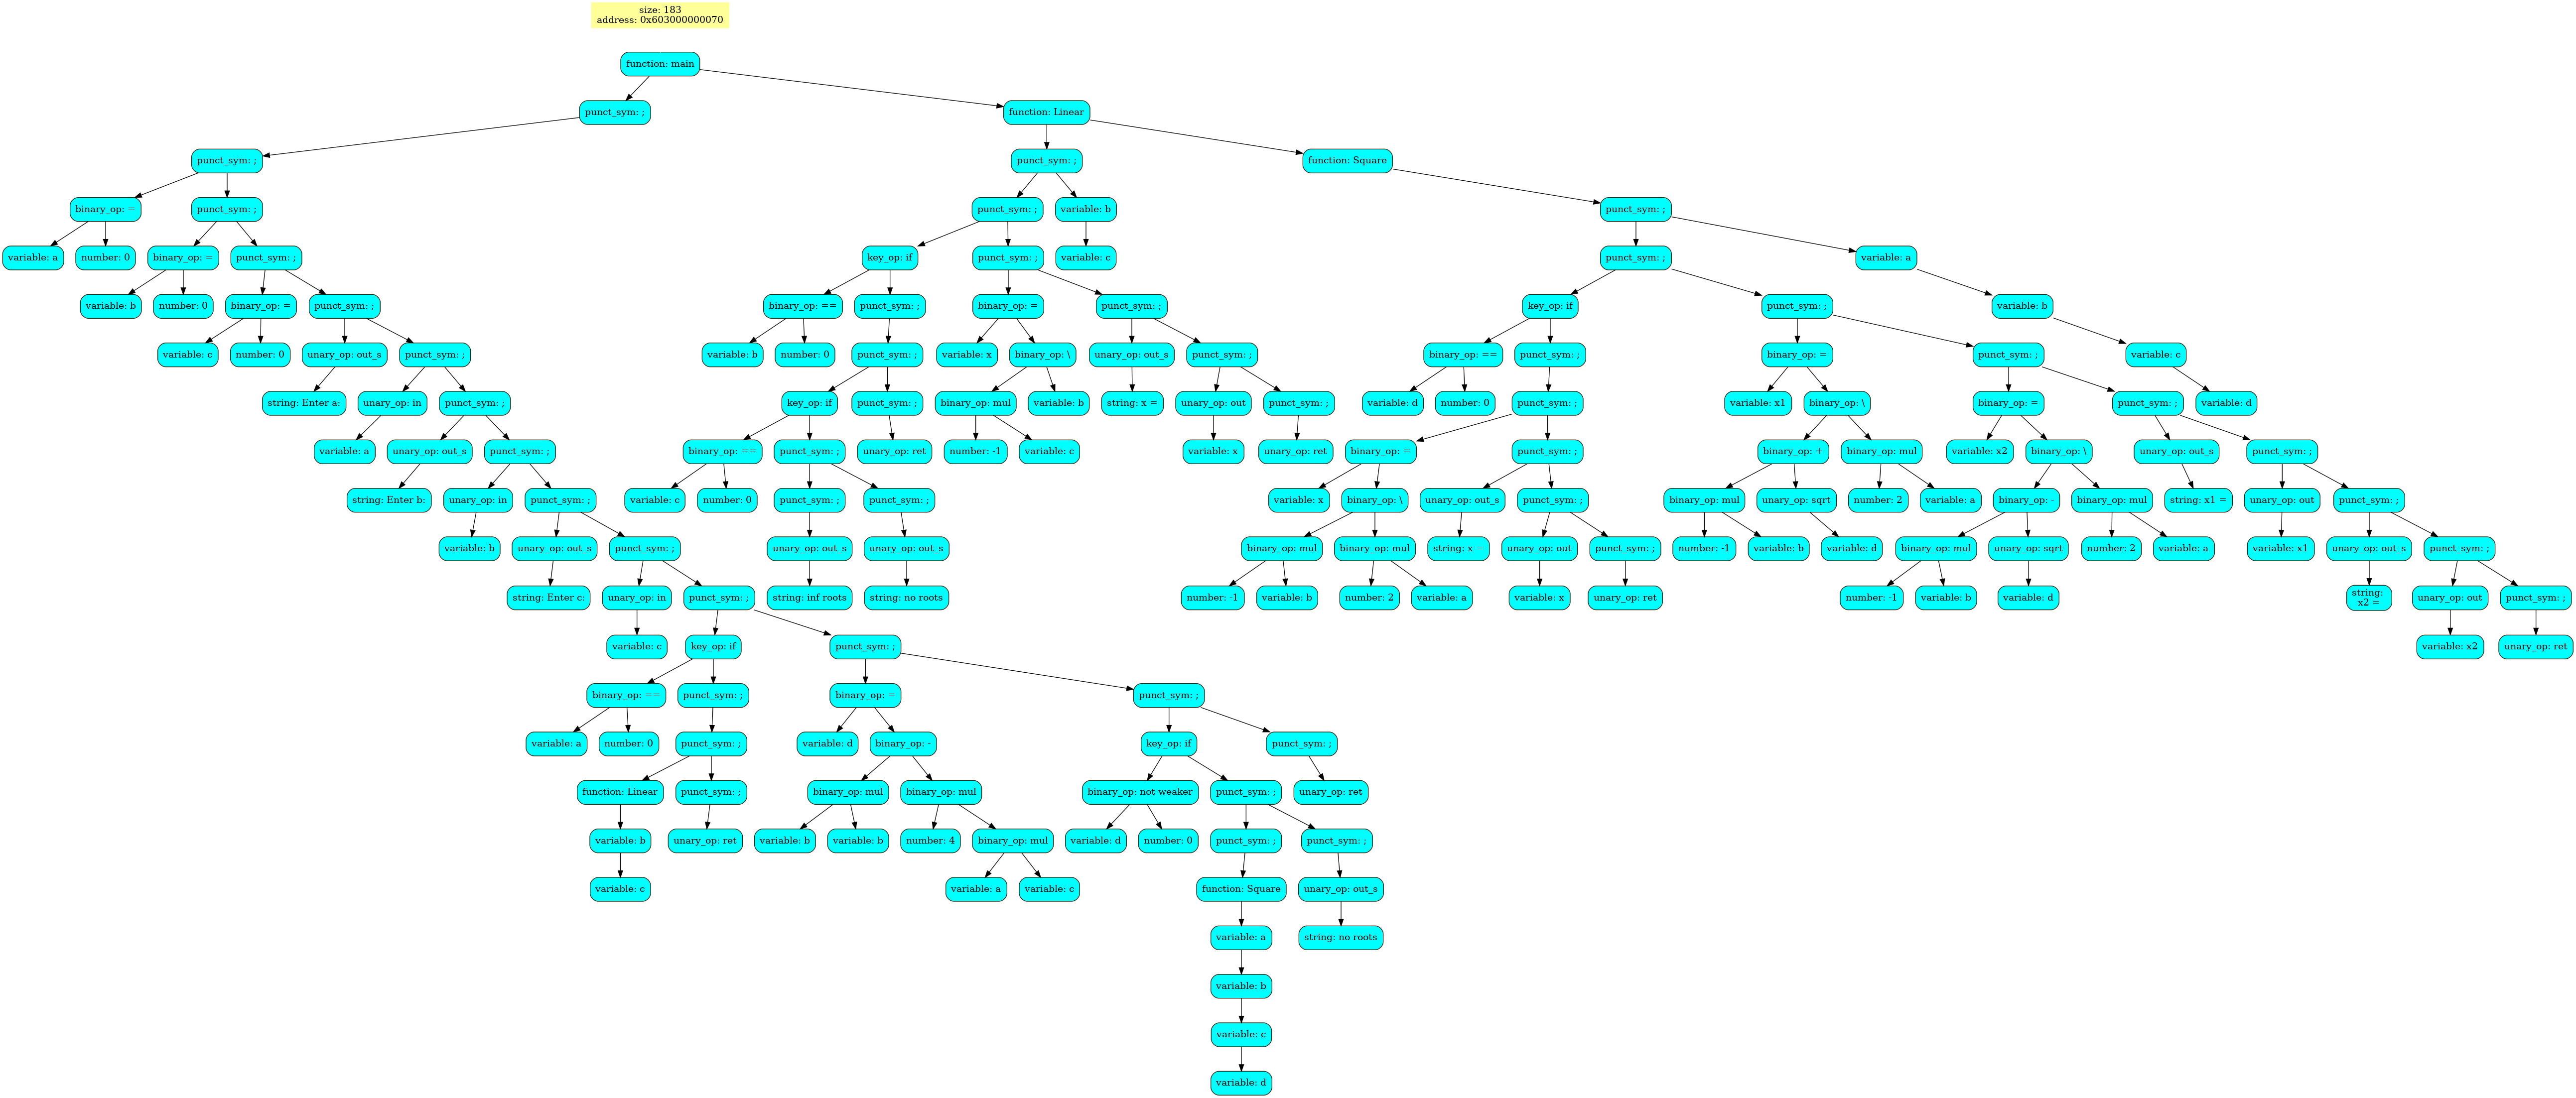 size: 183
address: 0x603000000070
function: main
punct_sym: ;
function: Linear
punct_sym: ;
punct_sym: ;
function: Square
binary_op: =
punct_sym: ;
punct_sym: ;
variable: b
punct_sym: ;
variable: a
number: 0
binary_op: =
punct_sym: ;
key_op: if
punct_sym: ;
variable: c
punct_sym: ;
variable: a
variable: b
number: 0
binary_op: =
punct_sym: ;
binary_op: ==
punct_sym: ;
binary_op: =
punct_sym: ;
key_op: if
punct_sym: ;
variable: b
variable: c
number: 0
unary_op: out_s
punct_sym: ;
variable: b
number: 0
punct_sym: ;
variable: x
binary_op: \
unary_op: out_s
punct_sym: ;
binary_op: ==
punct_sym: ;
binary_op: =
punct_sym: ;
variable: c
string: Enter a:
unary_op: in
punct_sym: ;
key_op: if
punct_sym: ;
binary_op: mul
variable: b
string: x =
unary_op: out
punct_sym: ;
variable: d
number: 0
punct_sym: ;
variable: x1
binary_op: \
binary_op: =
punct_sym: ;
variable: d
variable: a
unary_op: out_s
punct_sym: ;
binary_op: ==
punct_sym: ;
unary_op: ret
number: -1
variable: c
variable: x
unary_op: ret
binary_op: =
punct_sym: ;
binary_op: +
binary_op: mul
variable: x2
binary_op: \
unary_op: out_s
punct_sym: ;
string: Enter b:
unary_op: in
punct_sym: ;
variable: c
number: 0
punct_sym: ;
punct_sym: ;
variable: x
binary_op: \
unary_op: out_s
punct_sym: ;
binary_op: mul
unary_op: sqrt
number: 2
variable: a
binary_op: -
binary_op: mul
string: x1 =
unary_op: out
punct_sym: ;
variable: b
unary_op: out_s
punct_sym: ;
unary_op: out_s
unary_op: out_s
binary_op: mul
binary_op: mul
string: x =
unary_op: out
punct_sym: ;
number: -1
variable: b
variable: d
binary_op: mul
unary_op: sqrt
number: 2
variable: a
variable: x1
unary_op: out_s
punct_sym: ;
string: Enter c:
unary_op: in
punct_sym: ;
string: inf roots
string: no roots
number: -1
variable: b
number: 2
variable: a
variable: x
unary_op: ret
number: -1
variable: b
variable: d
string:
x2 =
unary_op: out
punct_sym: ;
variable: c
key_op: if
punct_sym: ;
variable: x2
unary_op: ret
binary_op: ==
punct_sym: ;
binary_op: =
punct_sym: ;
variable: a
number: 0
punct_sym: ;
variable: d
binary_op: -
key_op: if
punct_sym: ;
function: Linear
punct_sym: ;
binary_op: mul
binary_op: mul
binary_op: not weaker
punct_sym: ;
unary_op: ret
variable: b
unary_op: ret
variable: b
variable: b
number: 4
binary_op: mul
variable: d
number: 0
punct_sym: ;
punct_sym: ;
variable: c
variable: a
variable: c
function: Square
unary_op: out_s
variable: a
string: no roots
variable: b
variable: c
variable: d